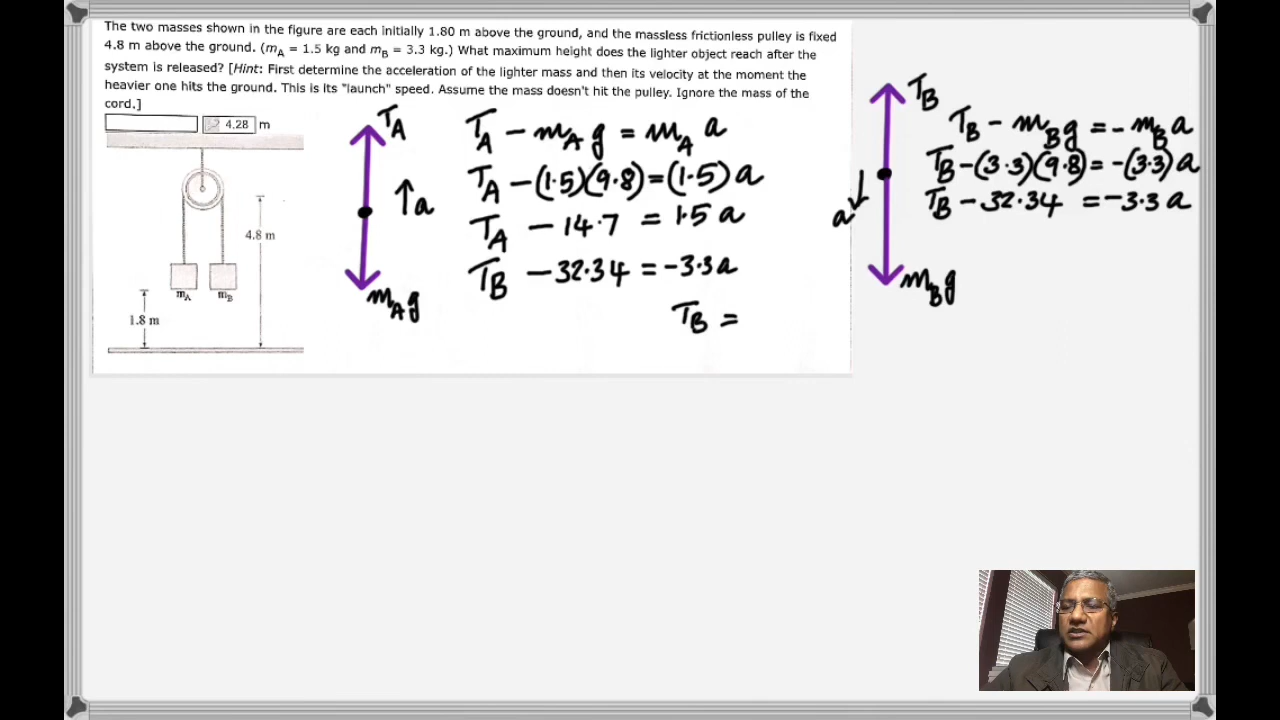 The two masses shown in the figure are each initially 1.80 m above the ground, and the massless frictionless pulley is fixed
4.8 m above the ground. (mA = 1.5 kg and mB = 3.3 kg.) What maximum height does the lighter object reach after the
system is released? [Hint: First determine the acceleration of the lighter mass and then its velocity at the moment the
heavier one hits the ground. This is its "launch" speed. Assume the mass doesn't hit the pulley. Ignore the mass of the
cord.]
4.28 m
4.8 m
mA mB
1.8 m
TA
↑a
mAg
TA - mAg = mA a
TA - (1.5)(9.8) = (1.5) a
TA - 14.7 = 1.5 a
TB - 32.34 = -3.3a
TB =
TB
a
mBg
TB - mBg = - mBa
TB - (3.3)(9.8) = -(3.3) a
TB - 32.34 = -3.3 a